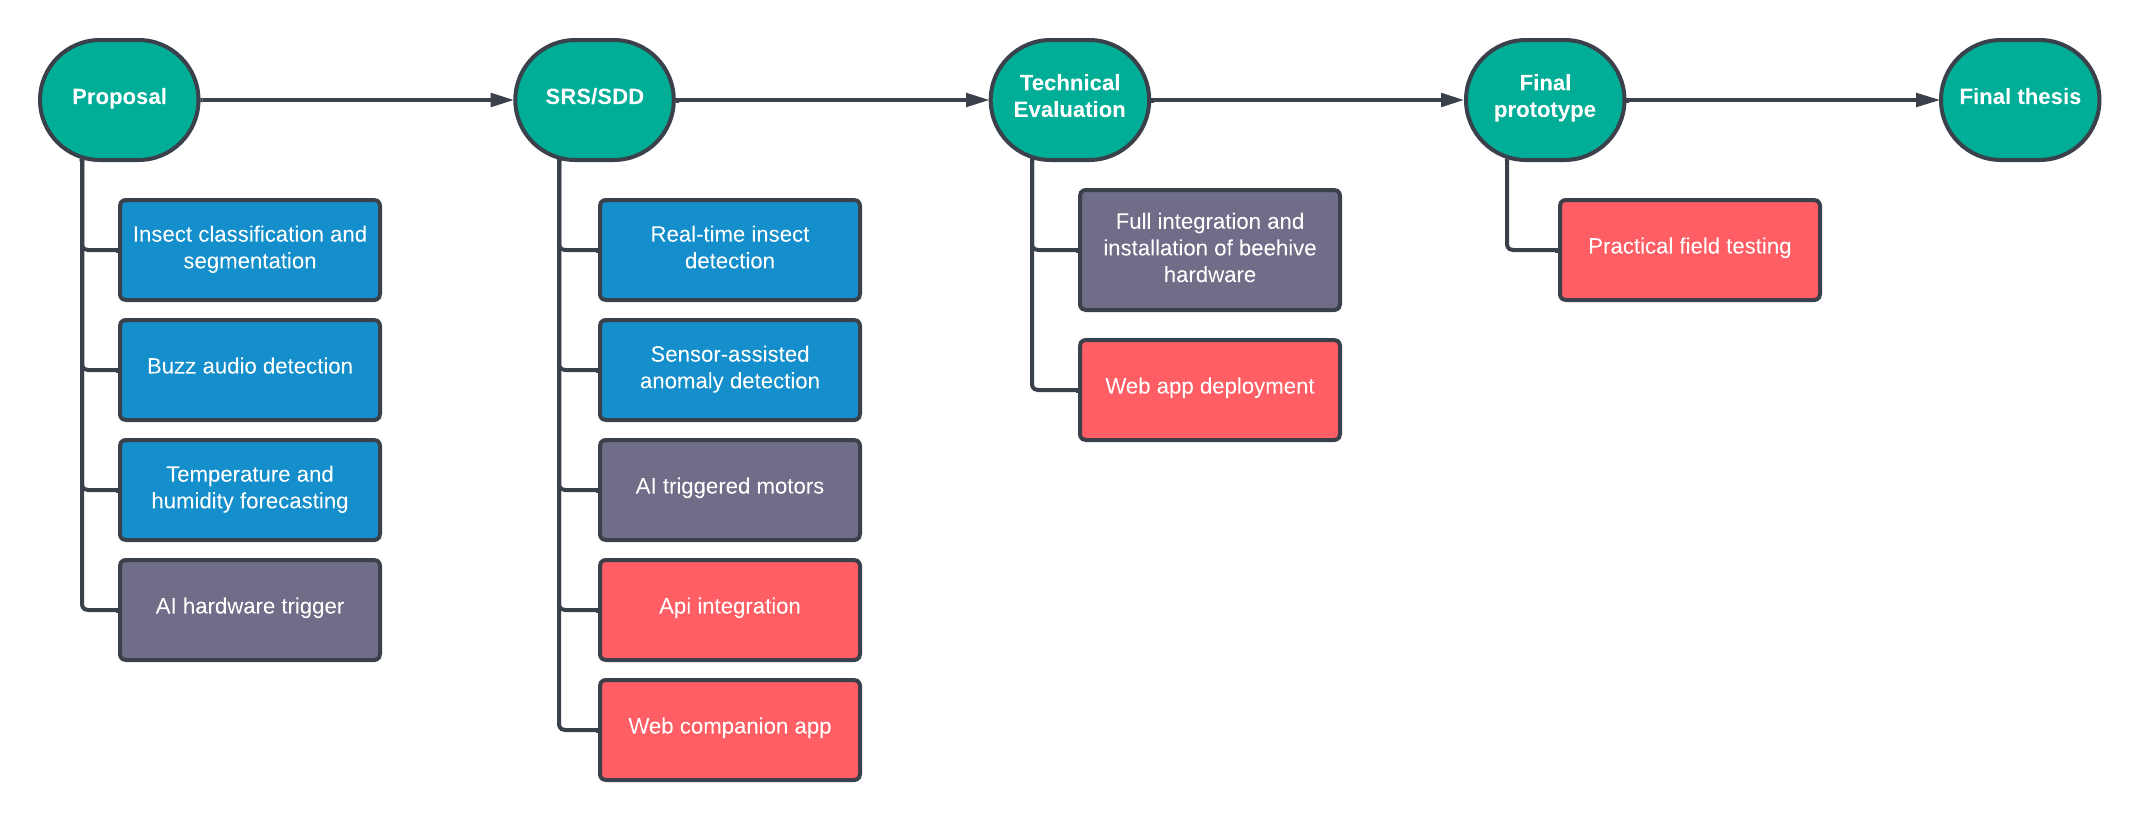 Proposal
SRS/SDD
Technical
Evaluation
Final
prototype
Final thesis
Insect classification and
segmentation
Buzz audio detection
Temperature and
humidity forecasting
AI hardware trigger
Real-time insect
detection
Sensor-assisted
anomaly detection
AI triggered motors
Api integration
Web companion app
Full integration and
installation of beehive
hardware
Web app deployment
Practical field testing